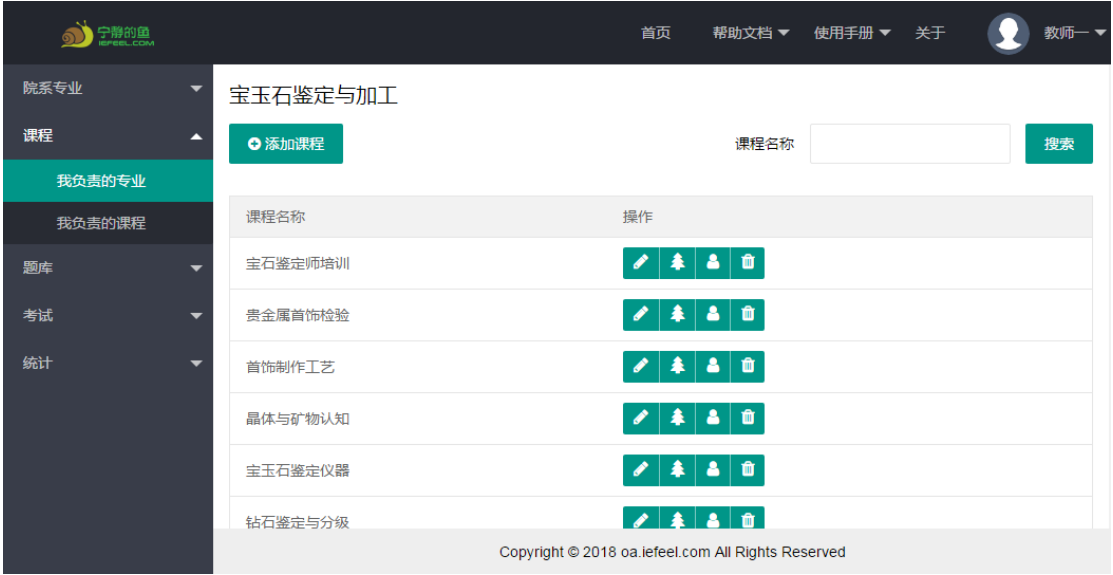 宁静的鱼
IEFEEL.COM
首页 帮助文档 使用手册 关于 教师一
院系专业
课程
我负责的专业
我负责的课程
题库
考试
统计
宝玉石鉴定与加工
添加课程 课程名称 搜索
课程名称 操作
宝石鉴定师培训
贵金属首饰检验
首饰制作工艺
晶体与矿物认知
宝玉石鉴定仪器
钻石鉴定与分级
Copyright © 2018 oa.iefeel.com All Rights Reserved